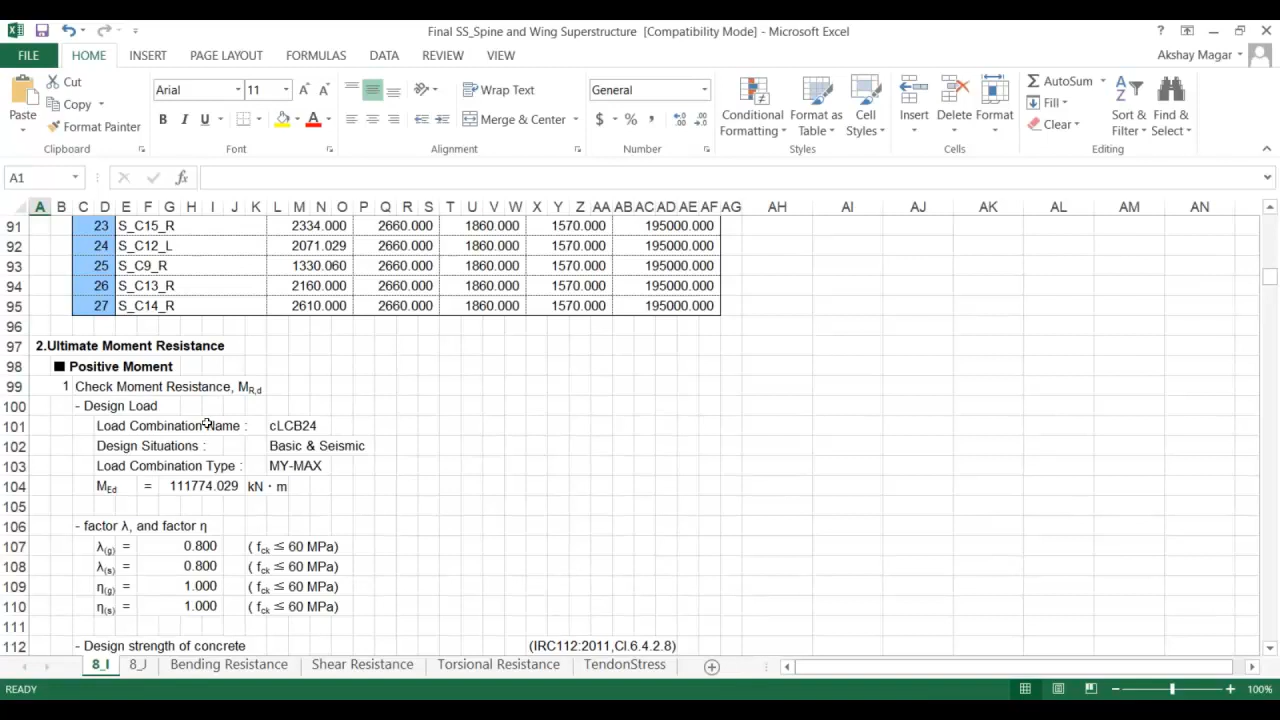 Final SS_Spine and Wing Superstructure [Compatibility Mode] - Microsoft Excel
FILE HOME INSERT PAGE LAYOUT FORMULAS DATA REVIEW VIEW Akshay Magar
Cut
Copy
Format Painter
Paste
Clipboard
Arial 11
B I U
Font
Wrap Text
Merge & Center
Alignment
General
$ % ,
Number
Conditional Formatting
Format as Table
Cell Styles
Styles
Insert Delete Format
Cells
AutoSum
Fill
Clear
Sort & Filter
Find & Select
Editing
A1 fx
A B C D E F G H I J K L M N O P Q R S T U V W X Y Z AA AB AC AD AE AF AG AH AI AJ AK AL AM AN
91 23 S_C15_R 2334.000 2660.000 1860.000 1570.000 195000.000
92 24 S_C12_L 2071.029 2660.000 1860.000 1570.000 195000.000
93 25 S_C9_R 1330.060 2660.000 1860.000 1570.000 195000.000
94 26 S_C13_R 2160.000 2660.000 1860.000 1570.000 195000.000
95 27 S_C14_R 2610.000 2660.000 1860.000 1570.000 195000.000
96
97 2.Ultimate Moment Resistance
98 ■ Positive Moment
99 1 Check Moment Resistance, MR,d
100 - Design Load
101 Load Combination Name : cLCB24
102 Design Situations : Basic & Seismic
103 Load Combination Type : MY-MAX
104 MEd = 111774.029 kN・m
105
106 - factor λ, and factor η
107 λ(g) = 0.800 ( fck ≤ 60 MPa)
108 λ(s) = 0.800 ( fck ≤ 60 MPa)
109 η(g) = 1.000 ( fck ≤ 60 MPa)
110 η(s) = 1.000 ( fck ≤ 60 MPa)
111
112 - Design strength of concrete (IRC112:2011,Cl.6.4.2.8)
8_I 8_J Bending Resistance Shear Resistance Torsional Resistance TendonStress
READY 100%